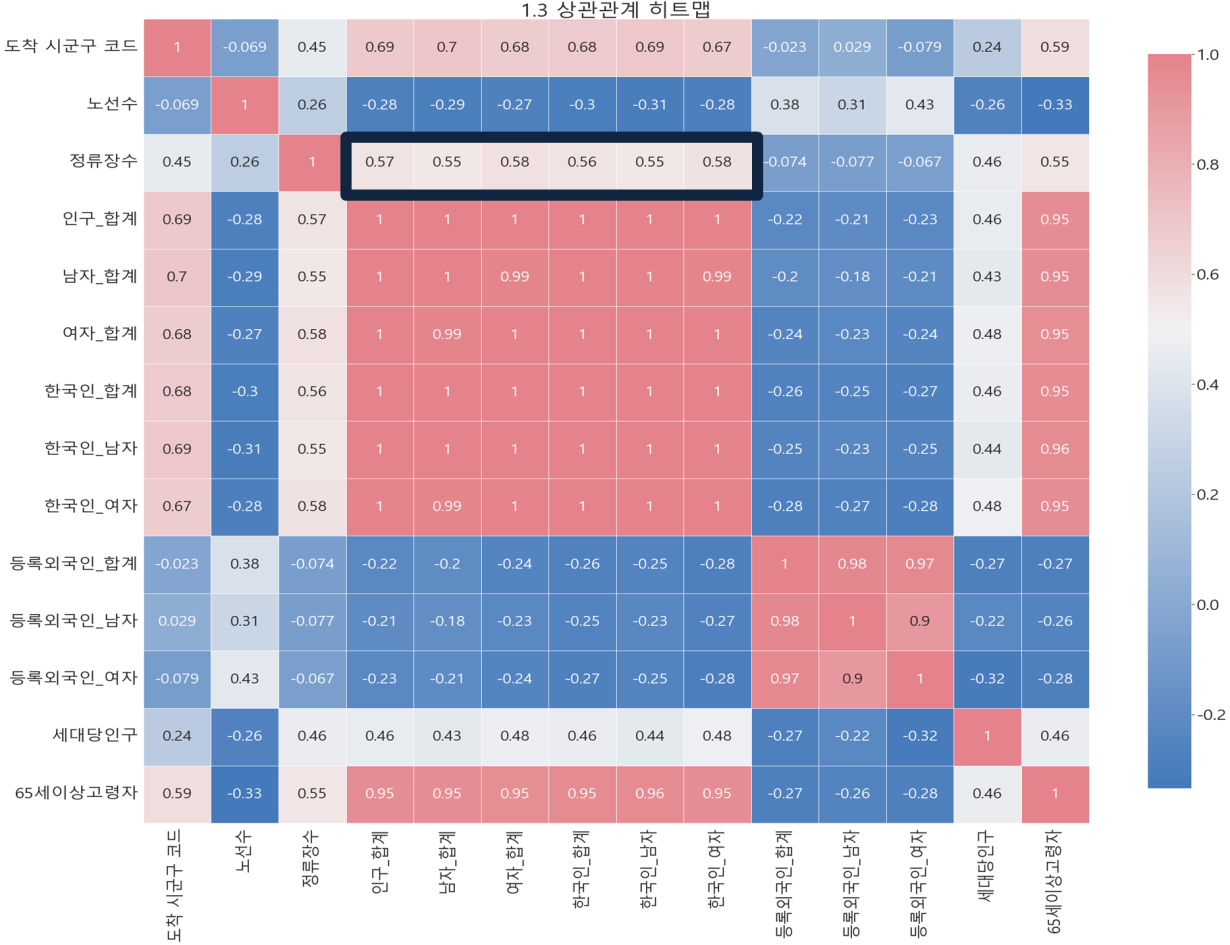 1.3 상관관계 히트맵
도착 시군구 코드 1 -0.069 0.45 0.69 0.7 0.68 0.68 0.69 0.67 -0.023 0.029 -0.079 0.24 0.59
노선수 -0.069 1 0.26 -0.28 -0.29 -0.27 -0.3 -0.31 -0.28 0.38 0.31 0.43 -0.26 -0.33
정류장수 0.45 0.26 1 0.57 0.55 0.58 0.56 0.55 0.58 -0.074 -0.077 -0.067 0.46 0.55
인구_합계 0.69 -0.28 0.57 1 1 1 1 1 1 -0.22 -0.21 -0.23 0.46 0.95
남자_합계 0.7 -0.29 0.55 1 1 0.99 1 1 0.99 -0.2 -0.18 -0.21 0.43 0.95
여자_합계 0.68 -0.27 0.58 1 0.99 1 1 1 1 -0.24 -0.23 -0.24 0.48 0.95
한국인_합계 0.68 -0.3 0.56 1 1 1 1 1 1 -0.26 -0.25 -0.27 0.46 0.95
한국인_남자 0.69 -0.31 0.55 1 1 1 1 1 1 -0.25 -0.23 -0.25 0.44 0.96
한국인_여자 0.67 -0.28 0.58 1 0.99 1 1 1 1 -0.28 -0.27 -0.28 0.48 0.95
등록외국인_합계 -0.023 0.38 -0.074 -0.22 -0.2 -0.24 -0.26 -0.25 -0.28 1 0.98 0.97 -0.27 -0.27
등록외국인_남자 0.029 0.31 -0.077 -0.21 -0.18 -0.23 -0.25 -0.23 -0.27 0.98 1 0.9 -0.22 -0.26
등록외국인_여자 -0.079 0.43 -0.067 -0.23 -0.21 -0.24 -0.27 -0.25 -0.28 0.97 0.9 1 -0.32 -0.28
세대당인구 0.24 -0.26 0.46 0.46 0.43 0.48 0.46 0.44 0.48 -0.27 -0.22 -0.32 1 0.46
65세이상고령자 0.59 -0.33 0.55 0.95 0.95 0.95 0.95 0.96 0.95 -0.27 -0.26 -0.28 0.46 1
도착 시군구 코드
노선수
정류장수
인구_합계
남자_합계
여자_합계
한국인_합계
한국인_남자
한국인_여자
등록외국인_합계
등록외국인_남자
등록외국인_여자
세대당인구
65세이상고령자
1.0
0.8
0.6
0.4
0.2
0.0
-0.2